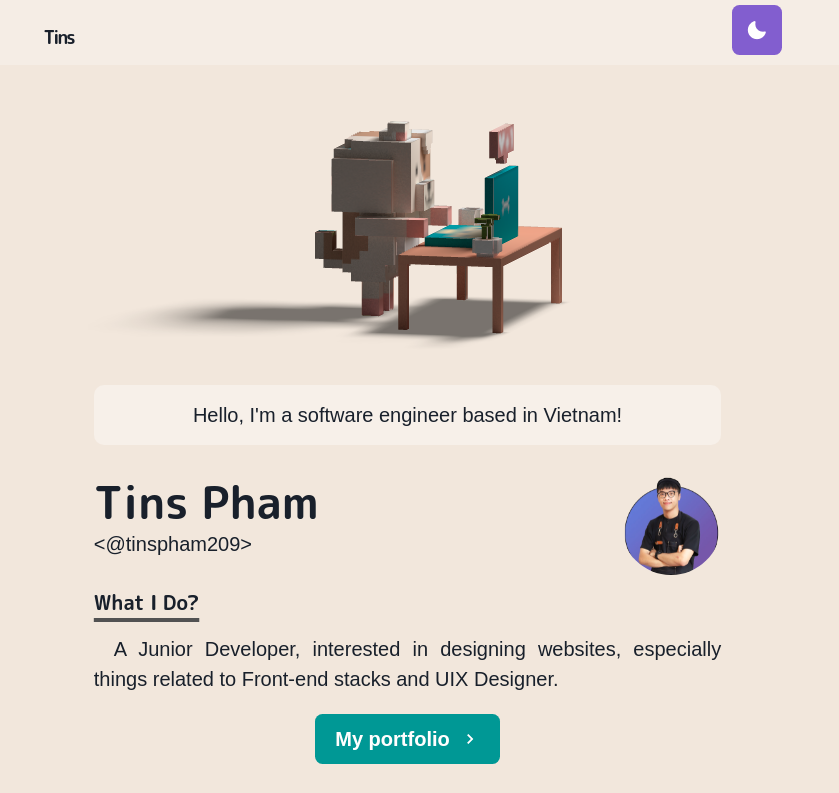 Tins
Hello, I'm a software engineer based in Vietnam!
Tins Pham
<@tinspham209>
What I Do?
A Junior Developer, interested in designing websites, especially
things related to Front-end stacks and UIX Designer.
My portfolio